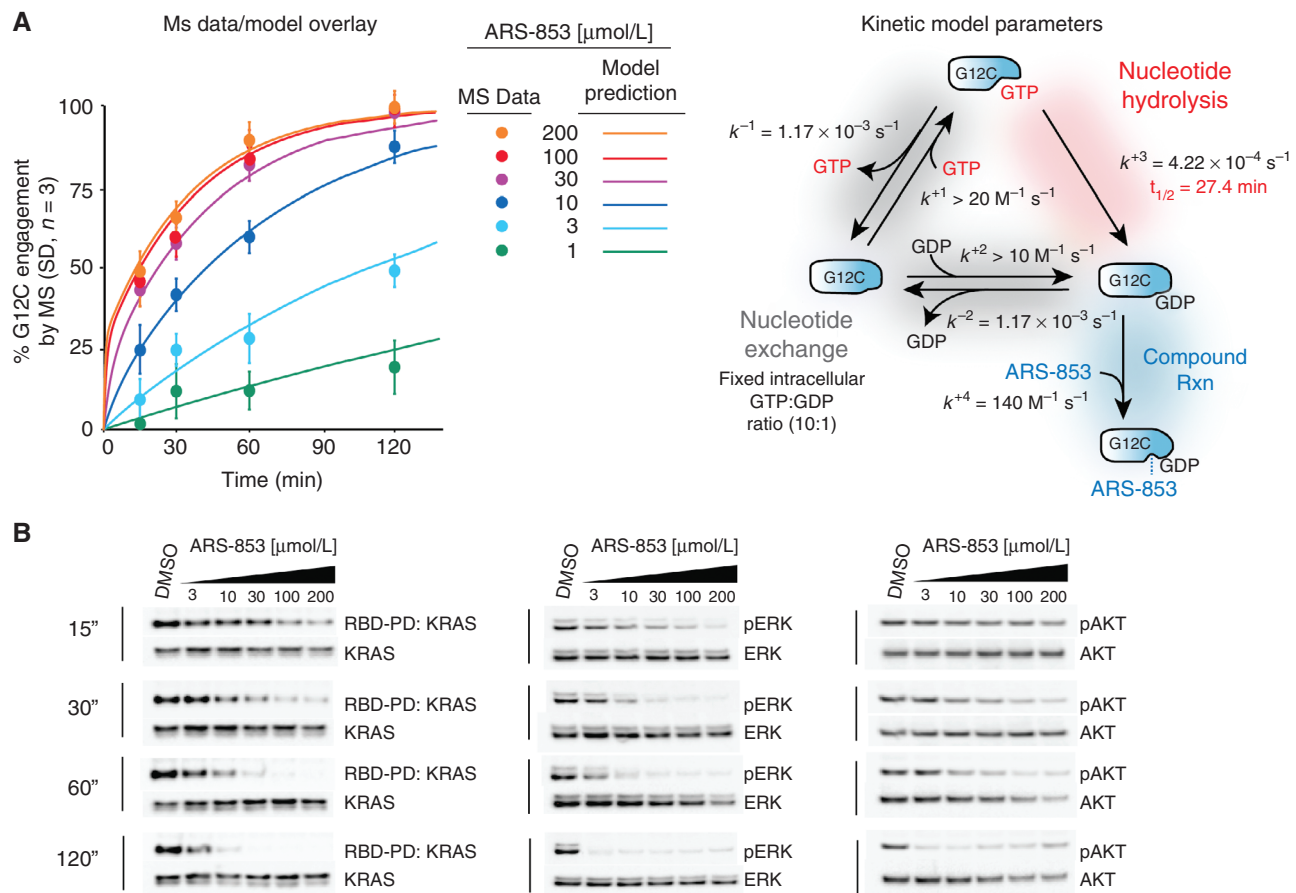 A
Ms data/model overlay
ARS-853 [µmol/L]
MS Data
Model
prediction
200
100
30
10
3
1
% G12C engagement
by MS (SD, n = 3)
100
75
50
25
0
0 30 60 90 120
Time (min)
Kinetic model parameters
G12C
GTP
Nucleotide
hydrolysis
k⁻¹ = 1.17 × 10⁻³ s⁻¹
GTP
GTP
k⁺¹ > 20 M⁻¹ s⁻¹
k⁺³ = 4.22 × 10⁻⁴ s⁻¹
t₁/₂ = 27.4 min
GDP
k⁺² > 10 M⁻¹ s⁻¹
G12C
G12C
GDP
GDP
k⁻² = 1.17 × 10⁻³ s⁻¹
Nucleotide
exchange
Fixed intracellular
GTP:GDP
ratio (10:1)
Compound
Rxn
ARS-853
k⁺⁴ = 140 M⁻¹ s⁻¹
G12C
GDP
ARS-853
B
DMSO
ARS-853 [µmol/L]
3 10 30 100 200
DMSO
ARS-853 [µmol/L]
3 10 30 100 200
DMSO
ARS-853 [µmol/L]
3 10 30 100 200
15”
RBD-PD: KRAS
KRAS
pERK
ERK
pAKT
AKT
30”
RBD-PD: KRAS
KRAS
pERK
ERK
pAKT
AKT
60”
RBD-PD: KRAS
KRAS
pERK
ERK
pAKT
AKT
120”
RBD-PD: KRAS
KRAS
pERK
ERK
pAKT
AKT